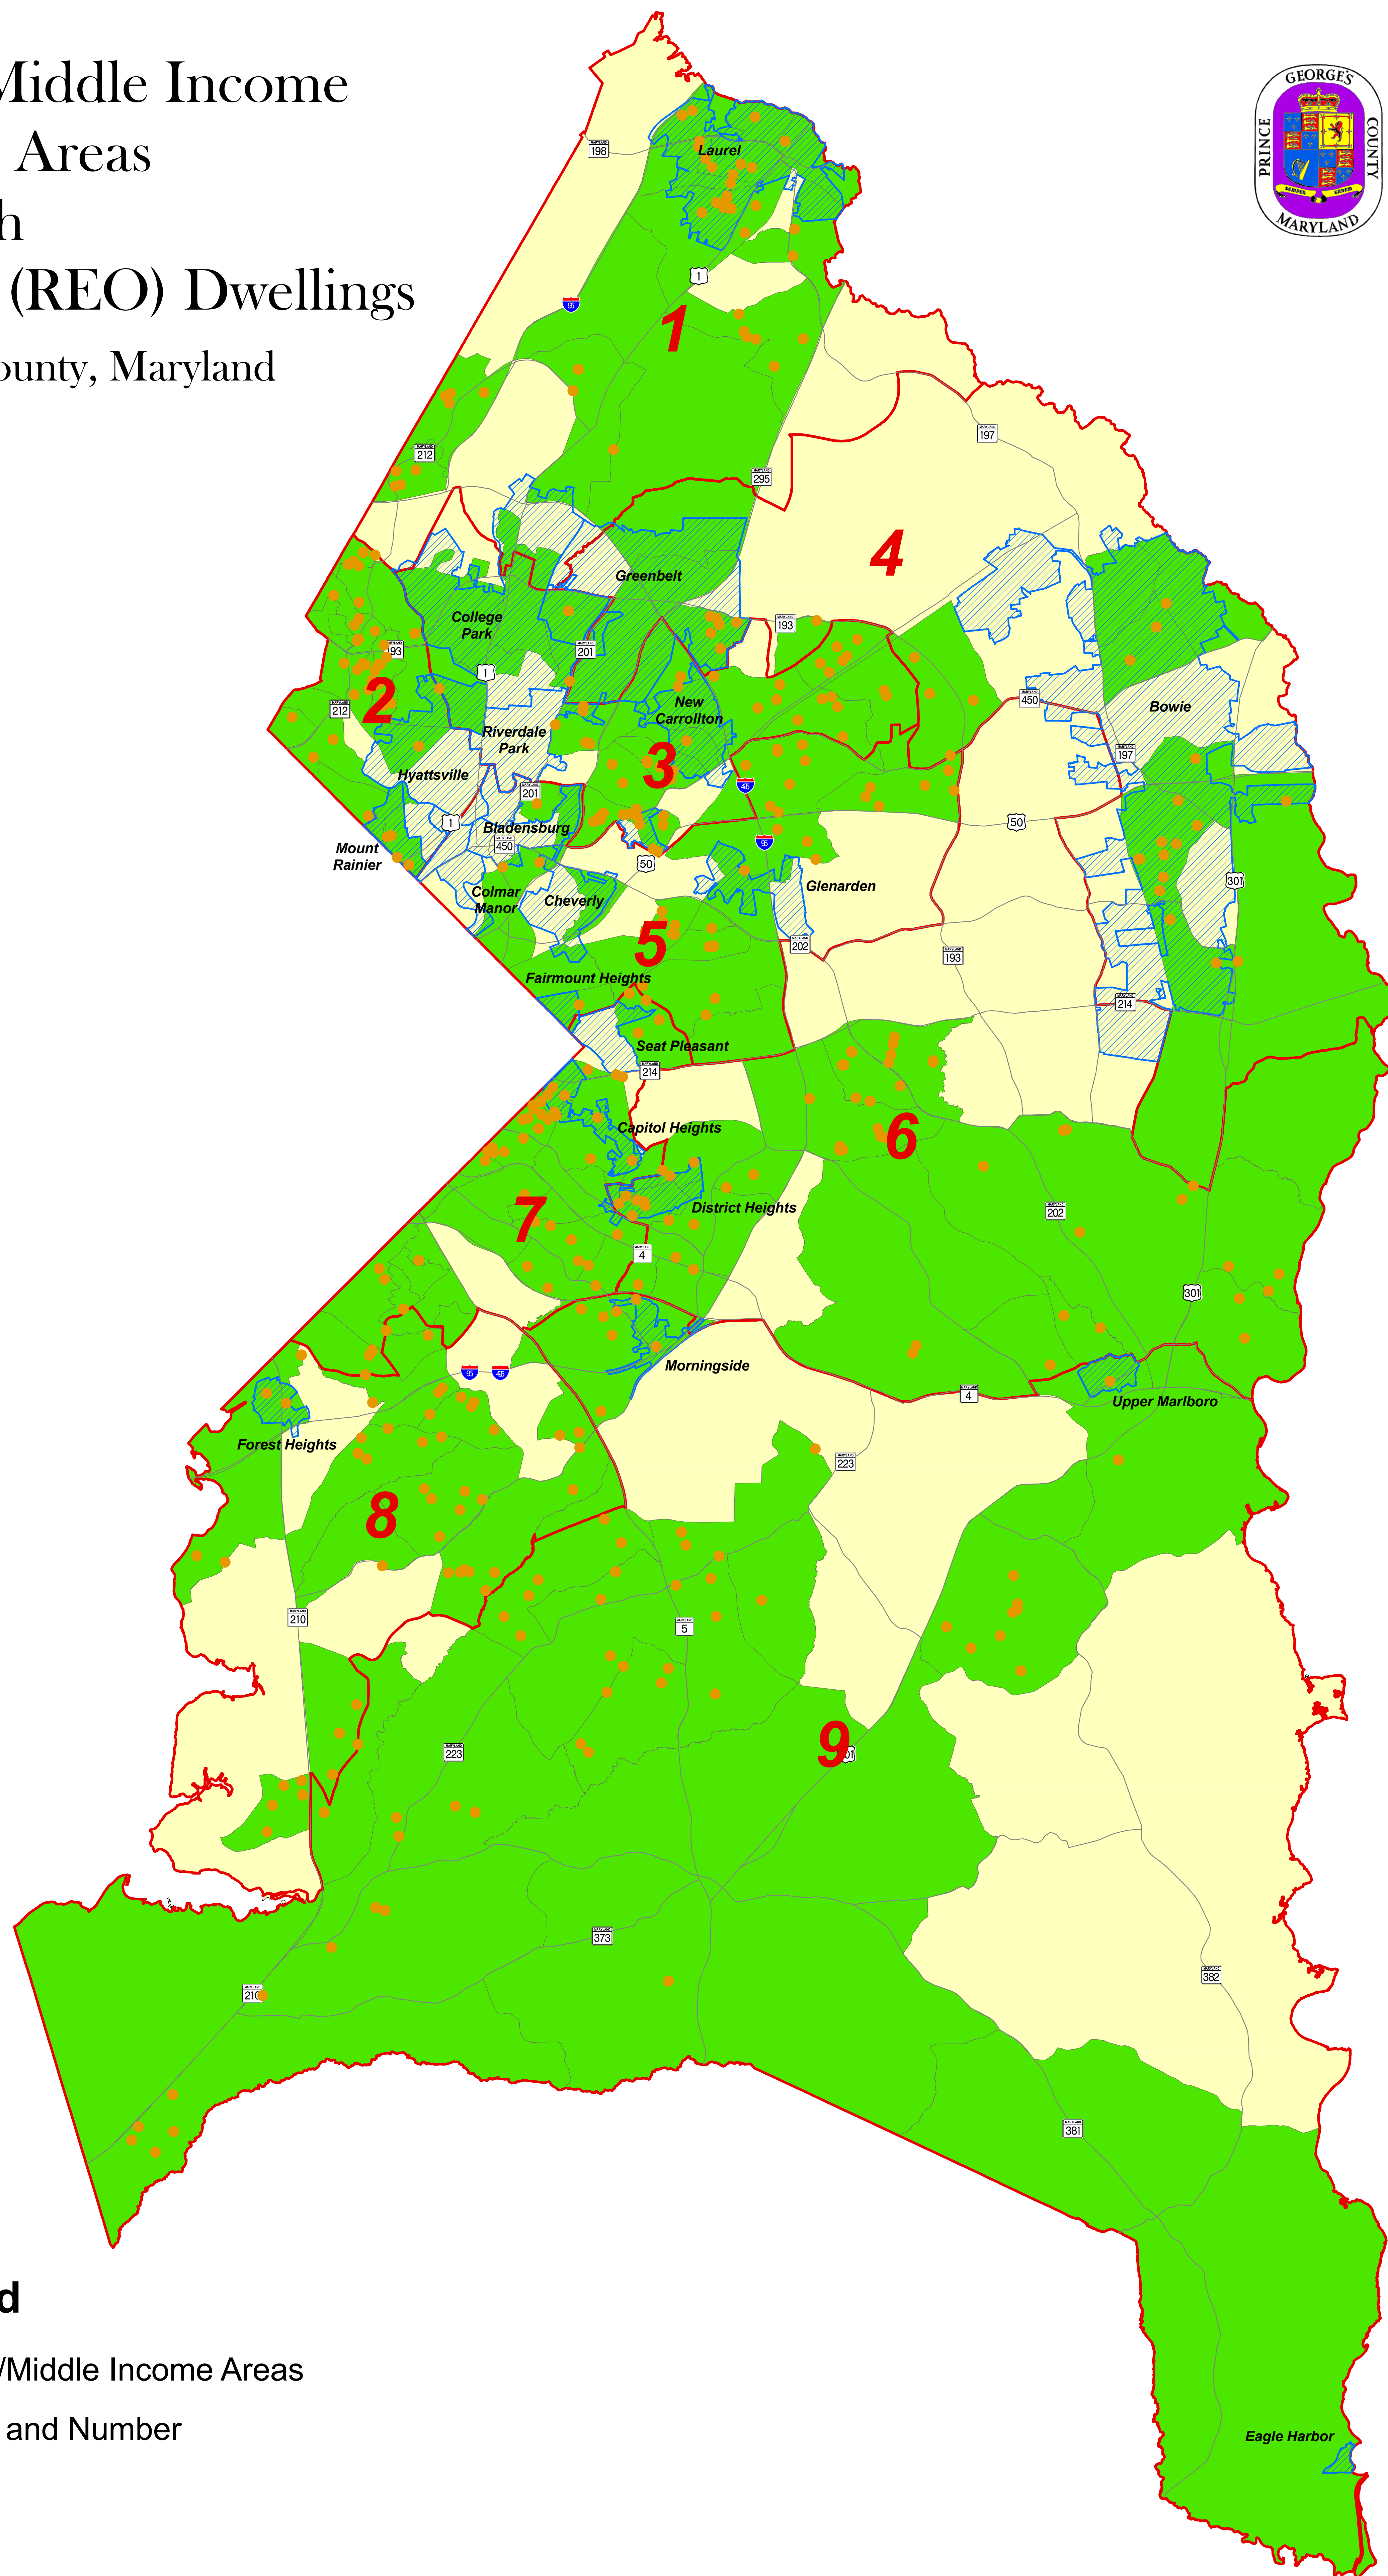 Middle Income
Areas
h
(REO) Dwellings
ounty, Maryland
GEORGE'S
PRINCE
COUNTY
SEMPER EADEM
MARYLAND
198
Laurel
1
95
1
212
197
295
4
Greenbelt
College
Park
193
93
201
1
New
Carrollton
2
212
450
Bowie
Riverdale
Park
197
3
Hyattsville
201
1
Bladensburg
50
450
95
Mount
Rainier
50
Colmar
Manor
Cheverly
Glenarden
301
5
202
193
Fairmount Heights
214
Seat Pleasant
214
Capitol Heights
6
District Heights
7
202
4
301
Morningside
95
4
Upper Marlboro
Forest Heights
223
8
210
5
223
9
01
373
382
210
381
d
/Middle Income Areas
and Number
Eagle Harbor